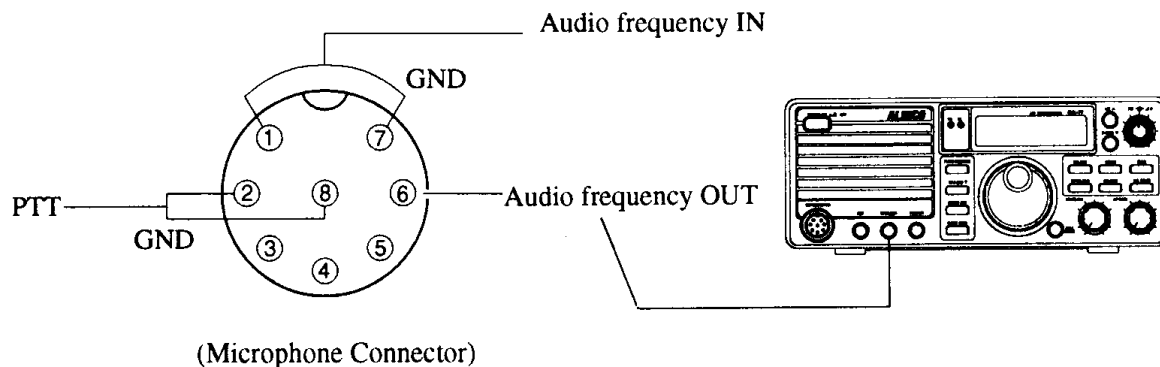 Audio frequency IN
GND
1
7
2
8
6
PTT
GND
Audio frequency OUT
3
5
4
ALINCO
(Microphone Connector)